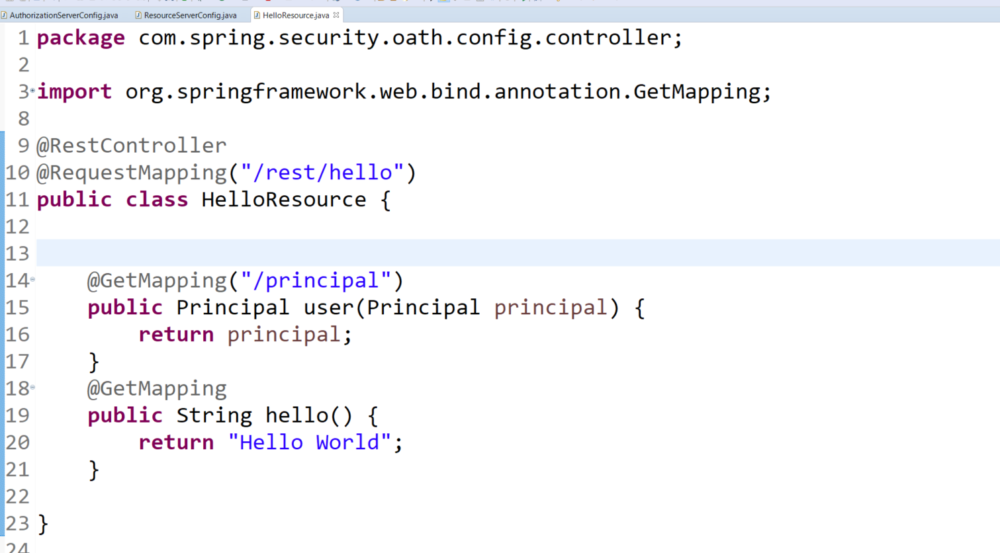 AuthorizationServerConfig.java ResourceServerConfig.java HelloResource.java
1 package com.spring.security.oath.config.controller;
2
3 import org.springframework.web.bind.annotation.GetMapping;
8
9 @RestController
10 @RequestMapping("/rest/hello")
11 public class HelloResource {
12
13
14 @GetMapping("/principal")
15 public Principal user(Principal principal) {
16 return principal;
17 }
18 @GetMapping
19 public String hello() {
20 return "Hello World";
21 }
22
23 }
24